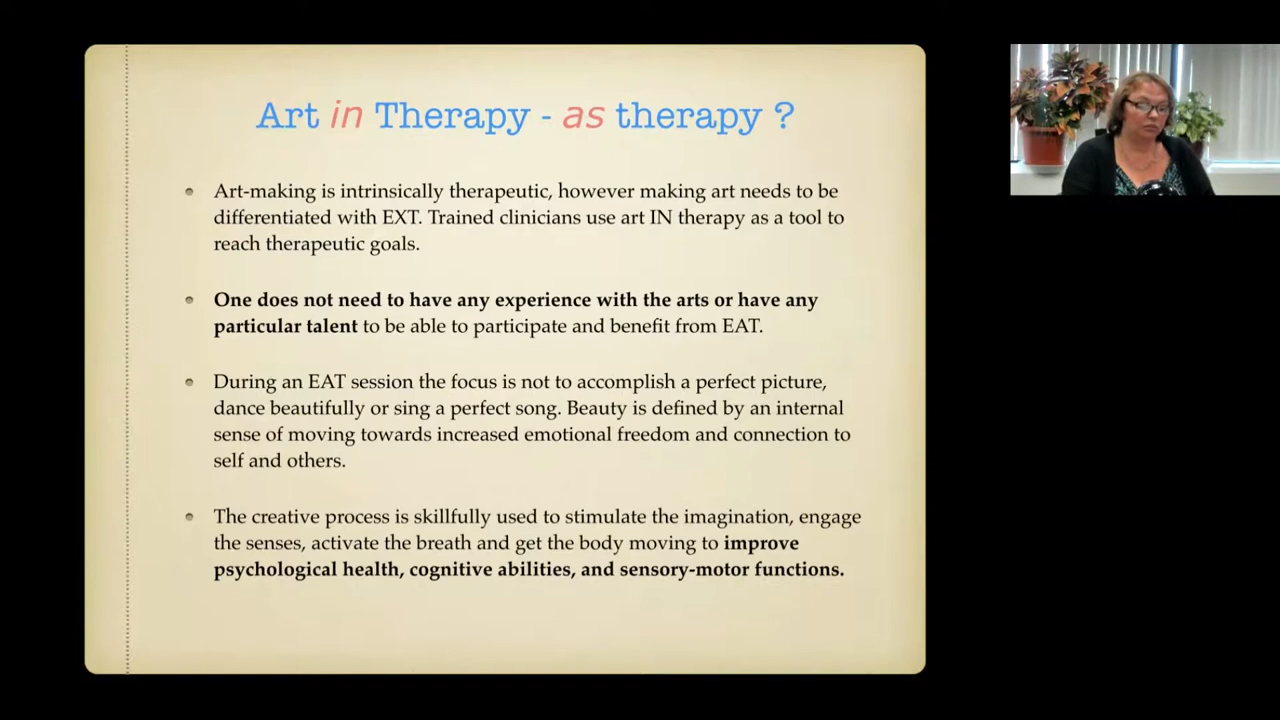 Art in Therapy - as therapy ?
Art-making is intrinsically therapeutic, however making art needs to be
differentiated with EXT. Trained clinicians use art IN therapy as a tool to
reach therapeutic goals.
One does not need to have any experience with the arts or have any
particular talent to be able to participate and benefit from EAT.
During an EAT session the focus is not to accomplish a perfect picture,
dance beautifully or sing a perfect song. Beauty is defined by an internal
sense of moving towards increased emotional freedom and connection to
self and others.
The creative process is skillfully used to stimulate the imagination, engage
the senses, activate the breath and get the body moving to improve
psychological health, cognitive abilities, and sensory-motor functions.